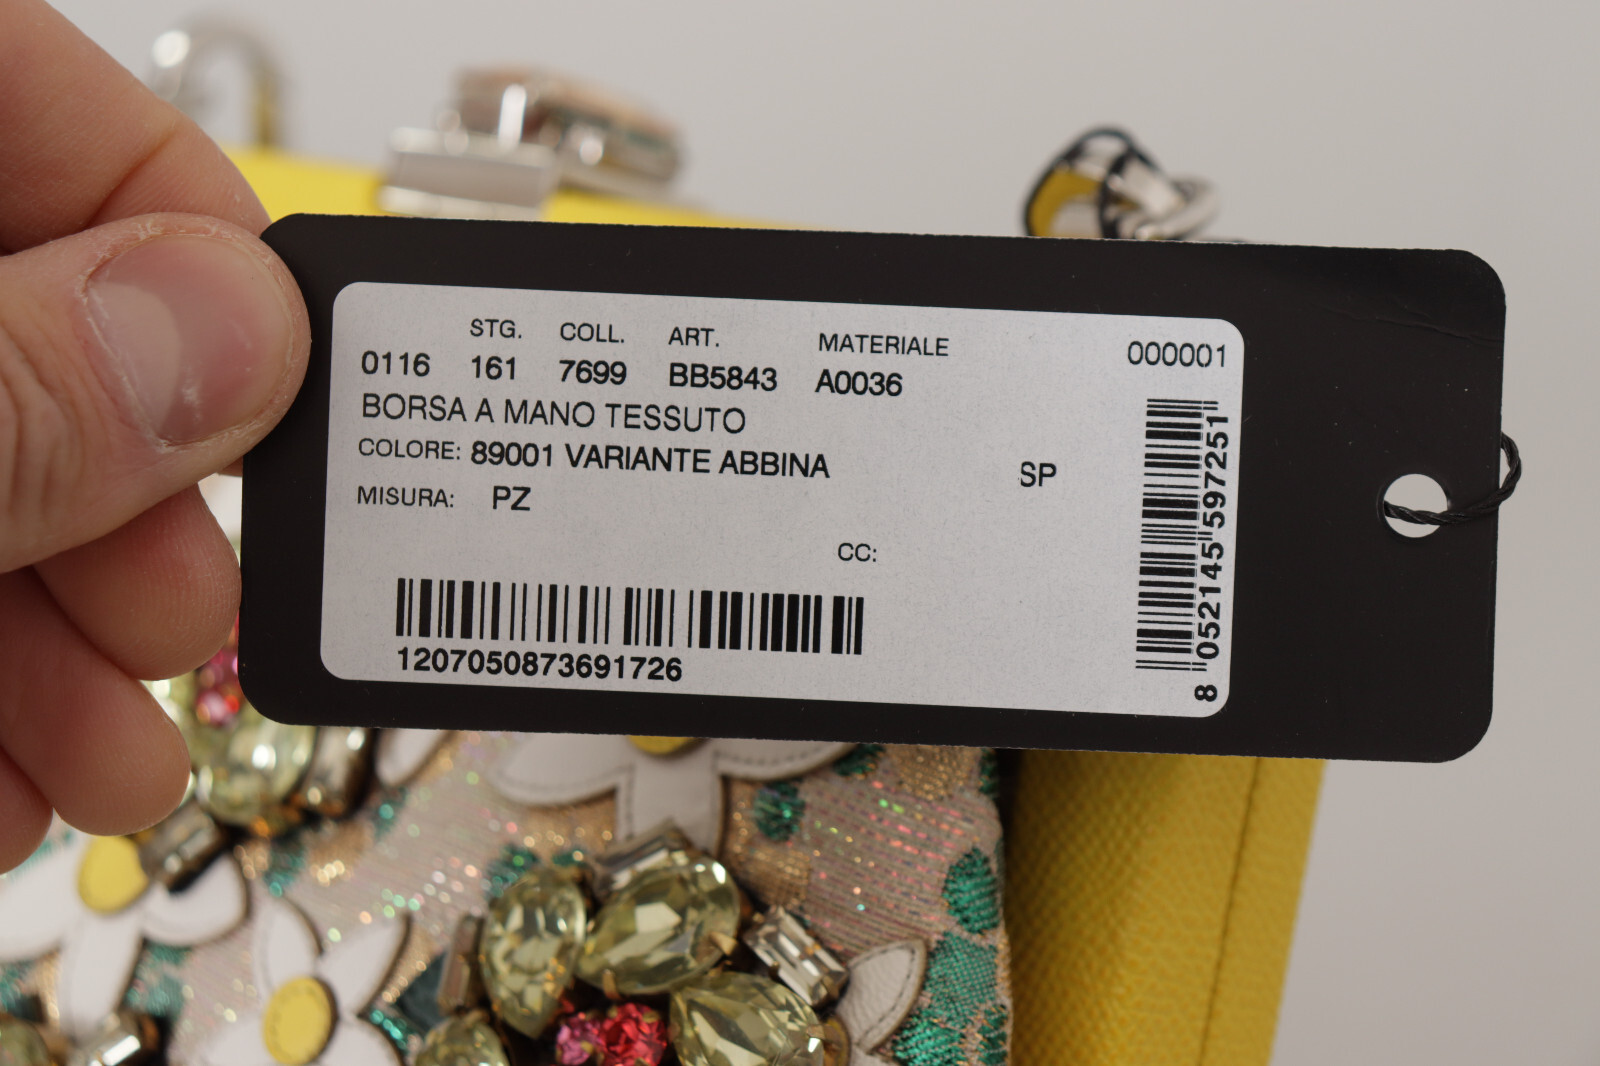 STG. COLL. ART. MATERIALE 000001
0116 161 7699 BB5843 A0036
BORSA A MANO TESSUTO
COLORE: 89001 VARIANTE ABBINA SP
MISURA: PZ
CC:
1207050873691726
8 052145 597251